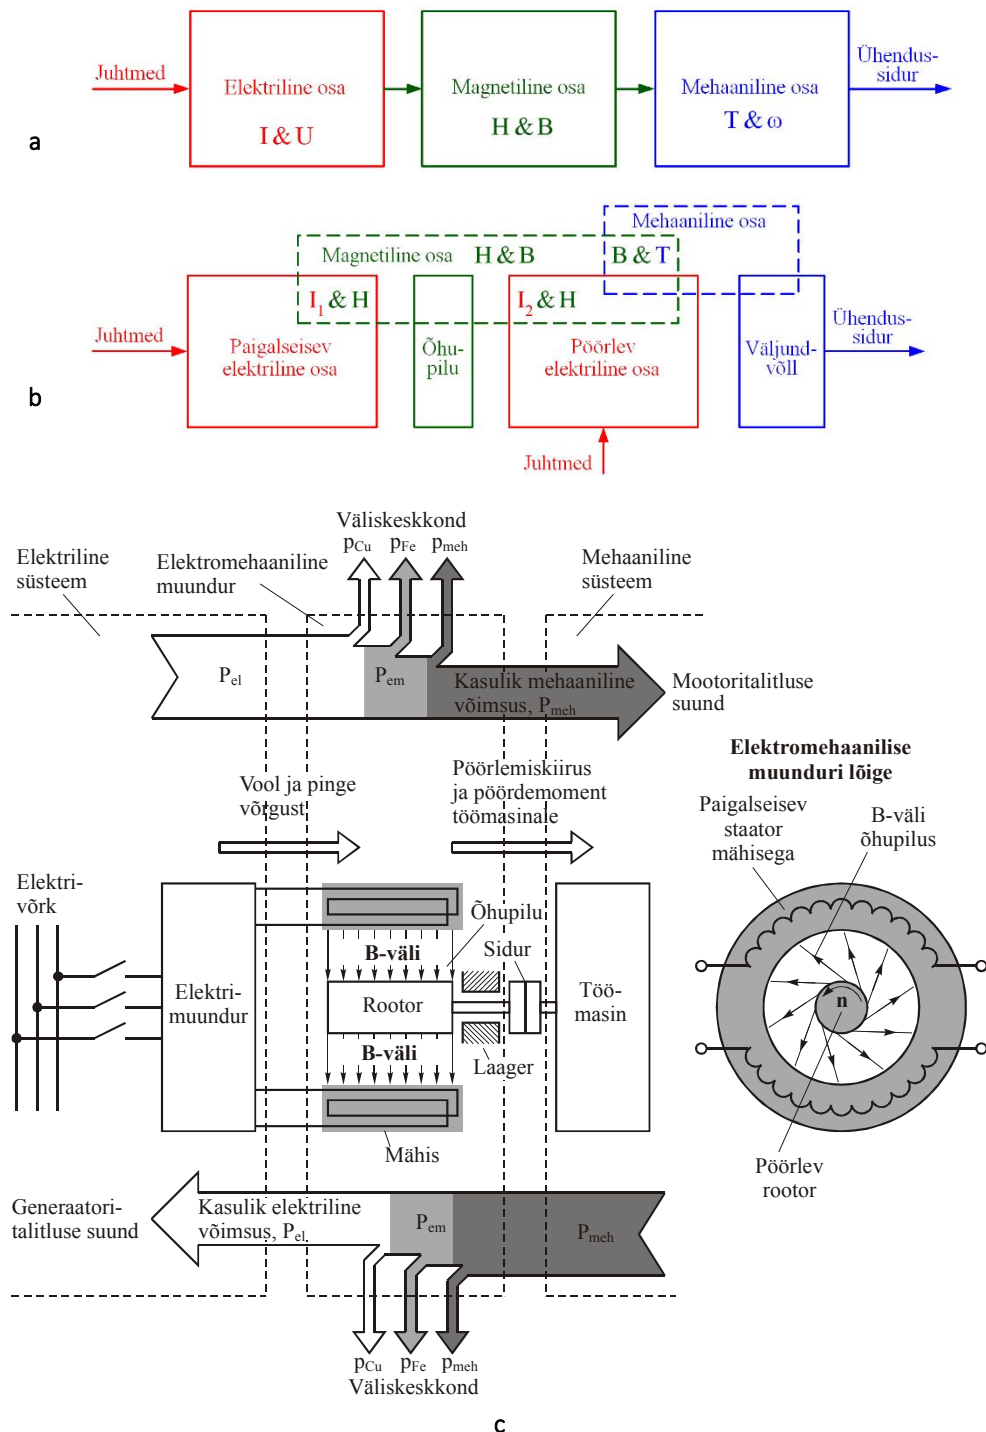 Juhtmed
Elektriline osa
I & U
Magnetiline osa
H & B
Mehaaniline osa
T & ω
Ühendus-
sidur
a
Mehaaniline osa
Magnetiline osa H & B
B & T
I₁ & H
I₂ & H
Juhtmed
Paigalseisev
elektriline osa
Õhu-
pilu
Pöörlev
elektriline osa
Väljund-
võll
Ühendus-
sidur
b
Juhtmed
Väliskeskkond
pCu pFe pmeh
Elektriline
süsteem
Elektromehaaniline
muundur
Mehaaniline
süsteem
Pel
Pem
Kasulik mehaaniline
võimsus, Pmeh
Mootoritalitluse
suund
Vool ja pinge
võrgust
Pöörlemiskiirus
ja pöördemoment
töömasinale
Elektromehaanilise
muunduri lõige
Paigalseisev
staator
mähisega
B-väli
õhupilus
Elektri-
võrk
Elektri-
muundur
Õhupilu
B-väli
Sidur
Rootor
Töö-
masin
B-väli
Laager
Mähis
n
Pöörlev
rootor
Generaatori-
talitluse suund
Kasulik elektriline
võimsus, Pel
Pem
Pmeh
pCu pFe pmeh
Väliskeskkond
c